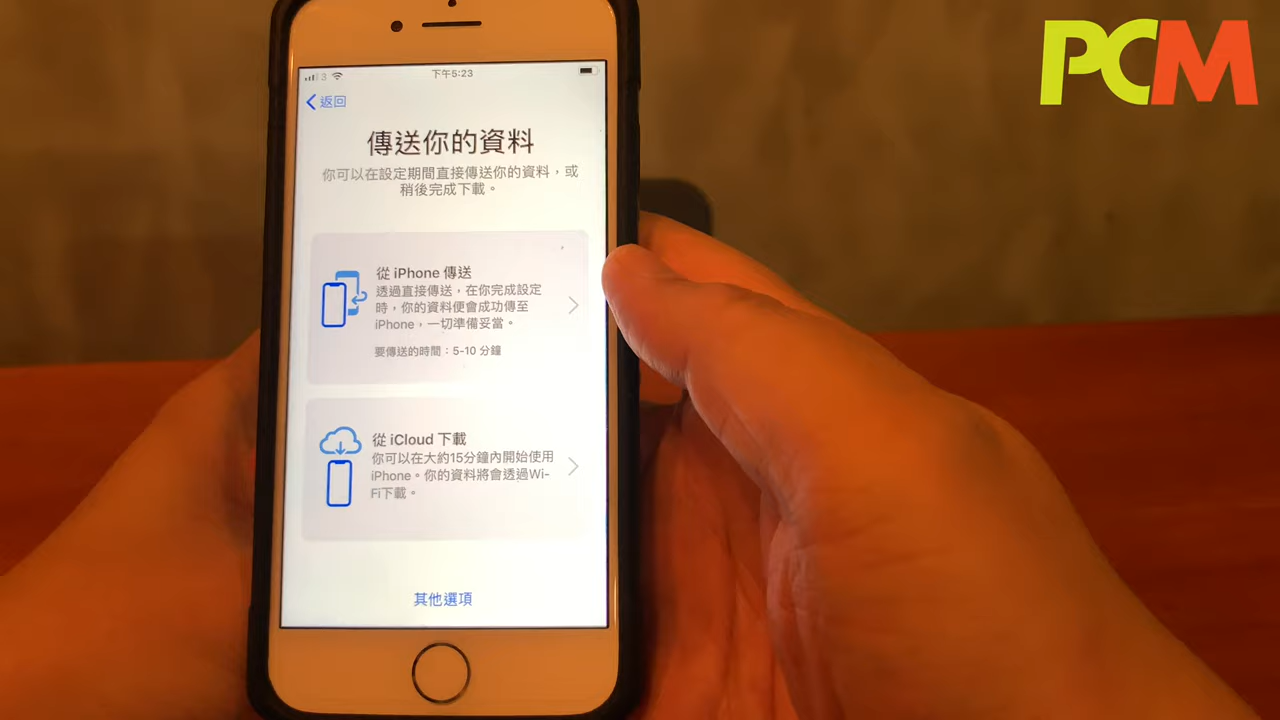 PCM
3 下午5:23
返回
傳送你的資料
你可以在設定期間直接傳送你的資料，或
稍後完成下載。
從 iPhone 傳送
透過直接傳送，在你完成設定
時，你的資料便會成功傳至
iPhone，一切準備妥當。
要傳送的時間：5-10 分鐘
從 iCloud 下載
你可以在大約15分鐘內開始使用
iPhone。你的資料將會透過Wi-
Fi下載。
其他選項